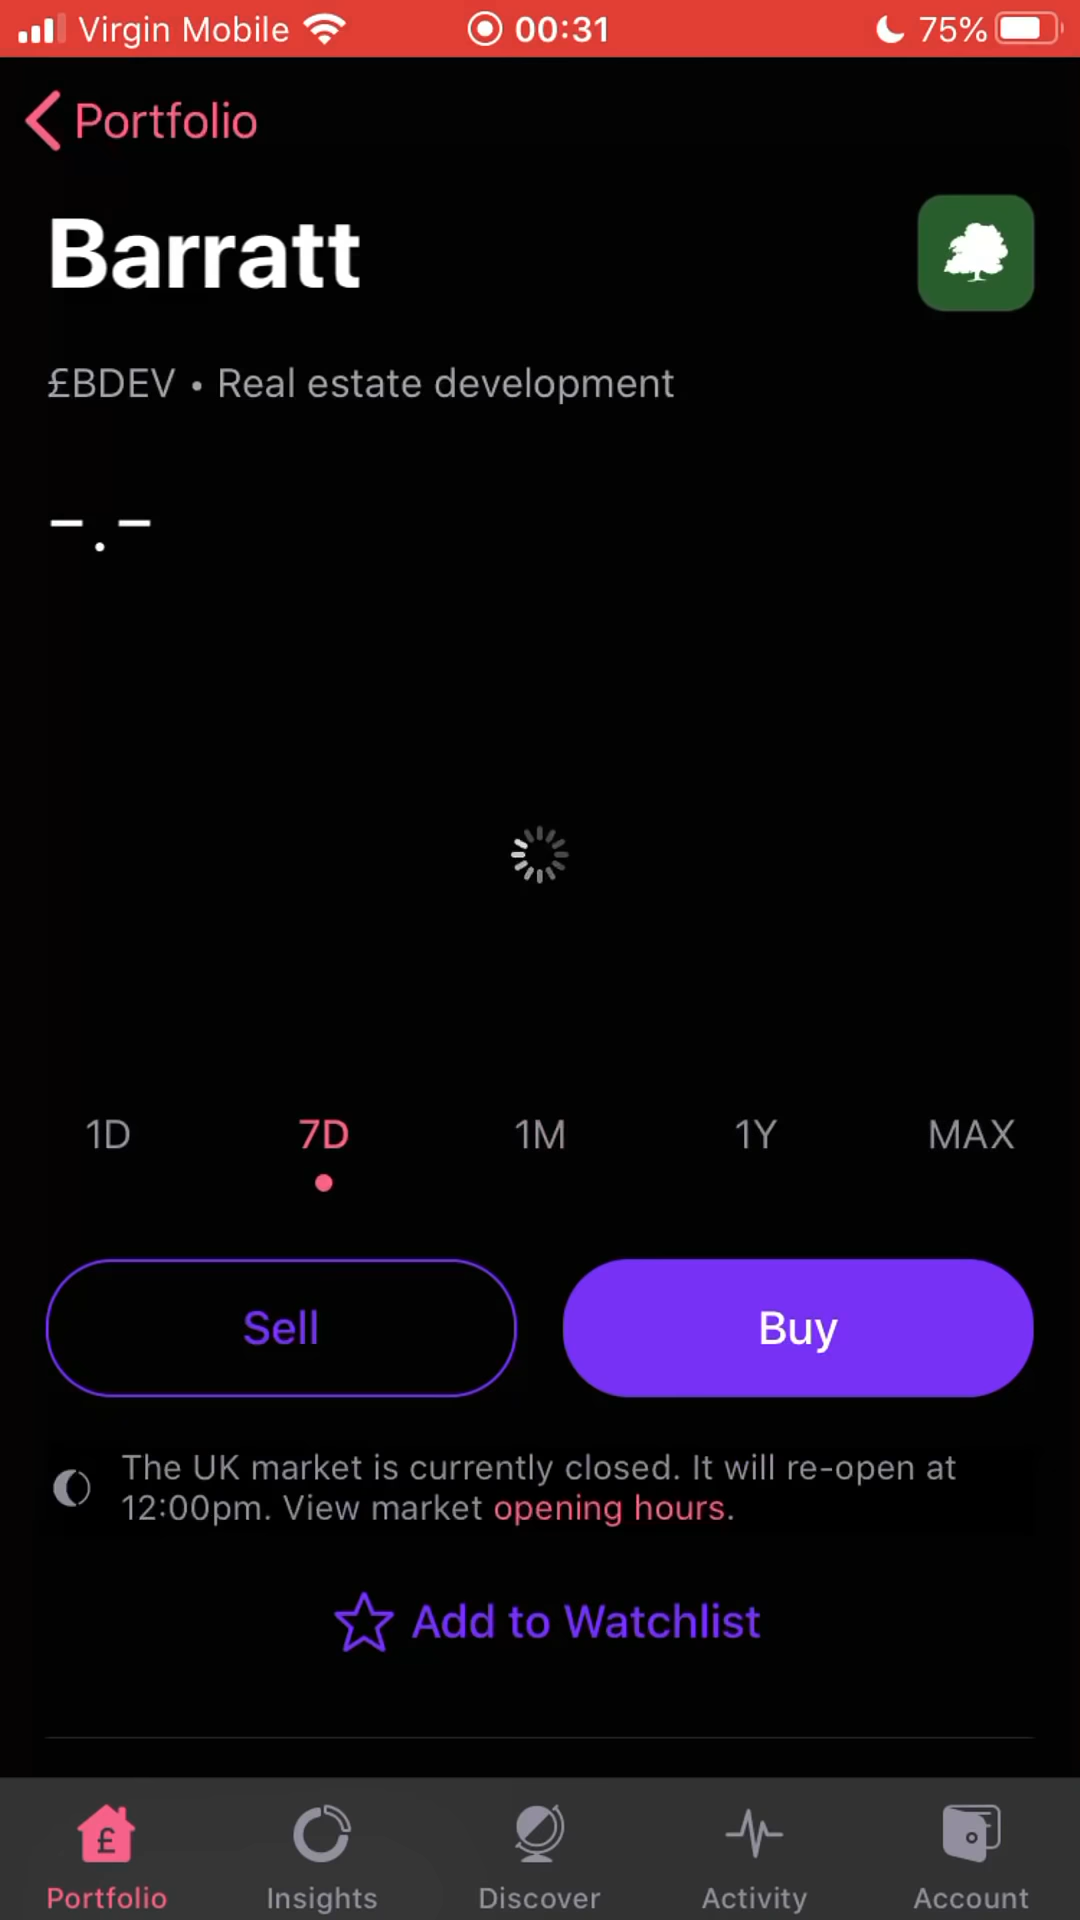 Virgin Mobile 00:31 75%
Portfolio
Barratt
£BDEV • Real estate development
–.–
1D 7D 1M 1Y MAX
Sell Buy
The UK market is currently closed. It will re-open at
12:00pm. View market opening hours.
Add to Watchlist
£
Portfolio Insights Discover Activity Account